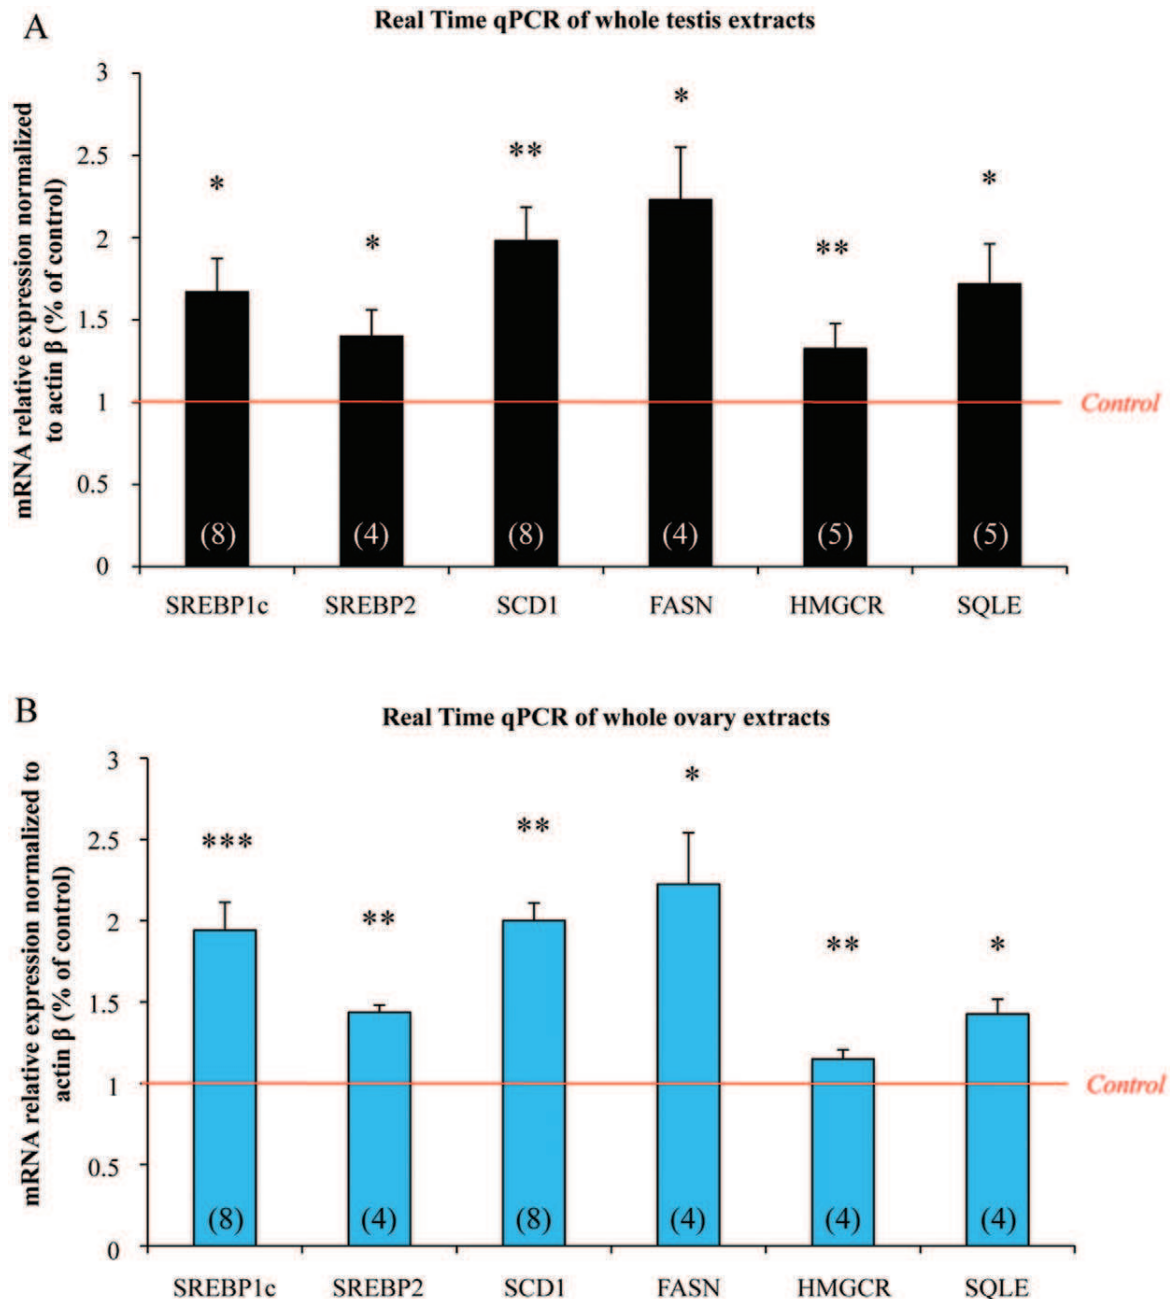 A
Real Time qPCR of whole testis extracts
mRNA relative expression normalized
to actin β (% of control)
3
2.5
2
1.5
1
0.5
0
*
*
**
*
**
*
Control
(8)
(4)
(8)
(4)
(5)
(5)
SREBP1c
SREBP2
SCD1
FASN
HMGCR
SQLE
B
Real Time qPCR of whole ovary extracts
mRNA relative expression normalized to
actin β (% of control)
3
2.5
2
1.5
1
0.5
0
***
**
**
*
**
*
Control
(8)
(4)
(8)
(4)
(4)
(4)
SREBP1c
SREBP2
SCD1
FASN
HMGCR
SQLE